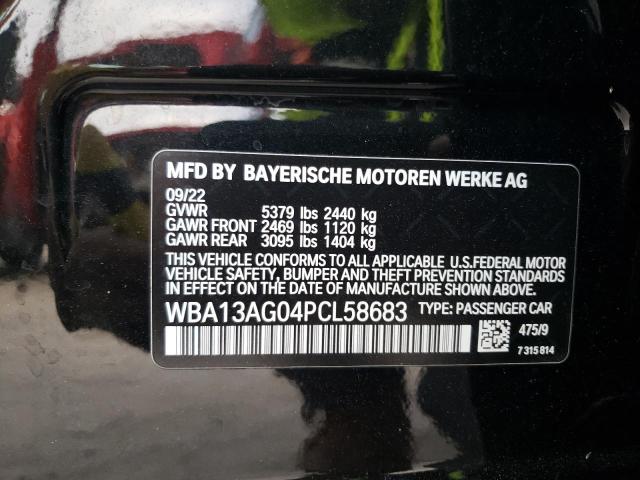 MFD BY BAYERISCHE MOTOREN WERKE AG
09/22
GVWR 5379 lbs 2440 kg
GAWR FRONT 2469 lbs 1120 kg
GAWR REAR 3095 lbs 1404 kg
THIS VEHICLE CONFORMS TO ALL APPLICABLE U.S.FEDERAL MOTOR
VEHICLE SAFETY, BUMPER AND THEFT PREVENTION STANDARDS
IN EFFECT ON THE DATE OF MANUFACTURE SHOWN ABOVE.
WBA13AG04PCL58683 TYPE: PASSENGER CAR
475/9
7 315 814